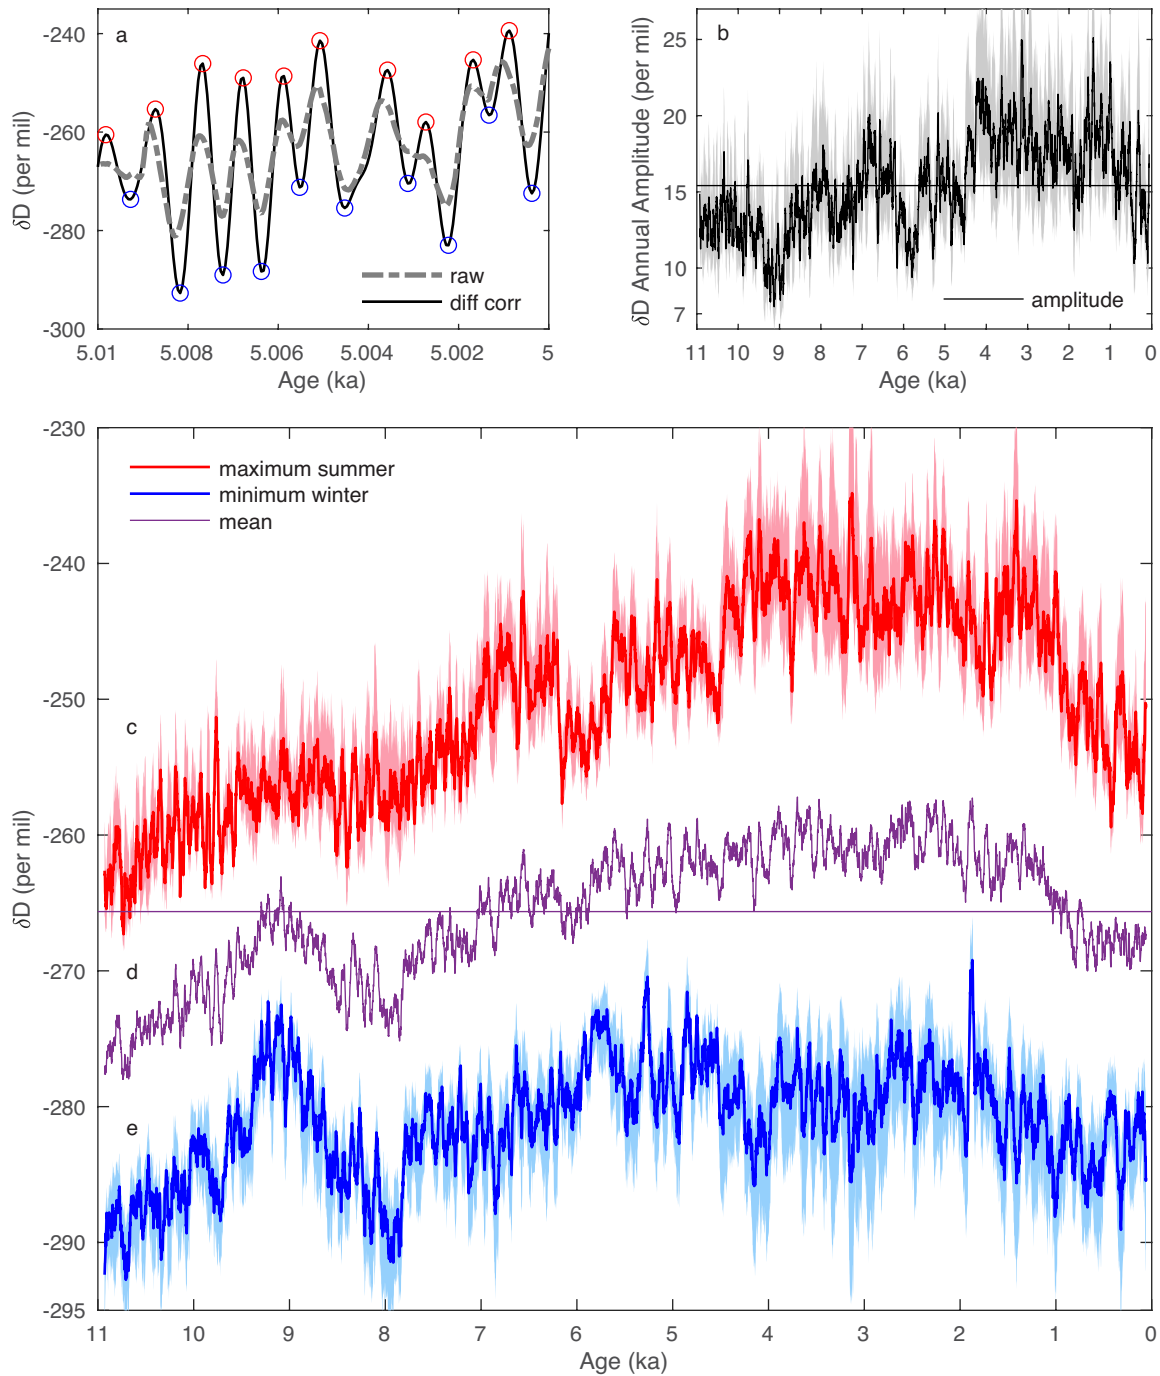 a
-240
-260
-280
-300
δD (per mil)
raw
diff corr
5.01 5.008 5.006 5.004 5.002 5
Age (ka)
b
25
20
15
10
7
δD Annual Amplitude (per mil)
amplitude
11 10 9 8 7 6 5 4 3 2 1 0
Age (ka)
-230
-240
-250
-260
-270
-280
-290
-295
δD (per mil)
maximum summer
minimum winter
mean
c
d
e
11 10 9 8 7 6 5 4 3 2 1 0
Age (ka)